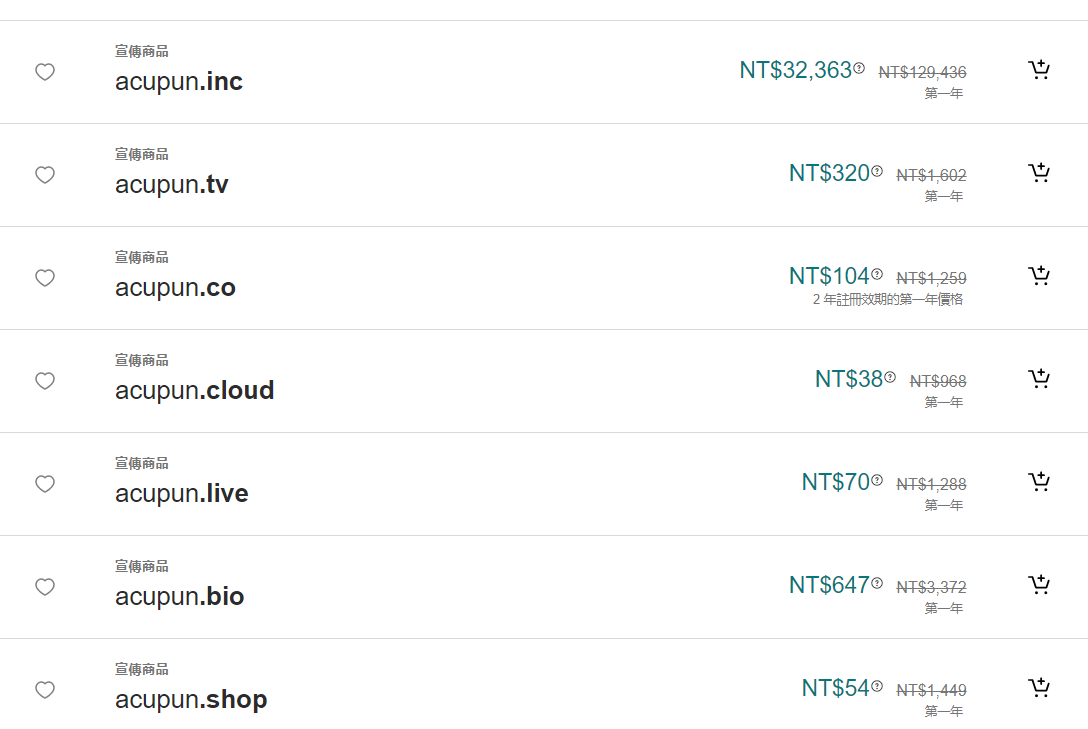 宣傳商品
acupun.inc
NT$32,363 NT$129,436
第一年
宣傳商品
acupun.tv
NT$320 NT$1,602
第一年
宣傳商品
acupun.co
NT$104 NT$1,259
2 年註冊效期的第一年價格
宣傳商品
acupun.cloud
NT$38 NT$968
第一年
宣傳商品
acupun.live
NT$70 NT$1,288
第一年
宣傳商品
acupun.bio
NT$647 NT$3,372
第一年
宣傳商品
acupun.shop
NT$54 NT$1,449
第一年